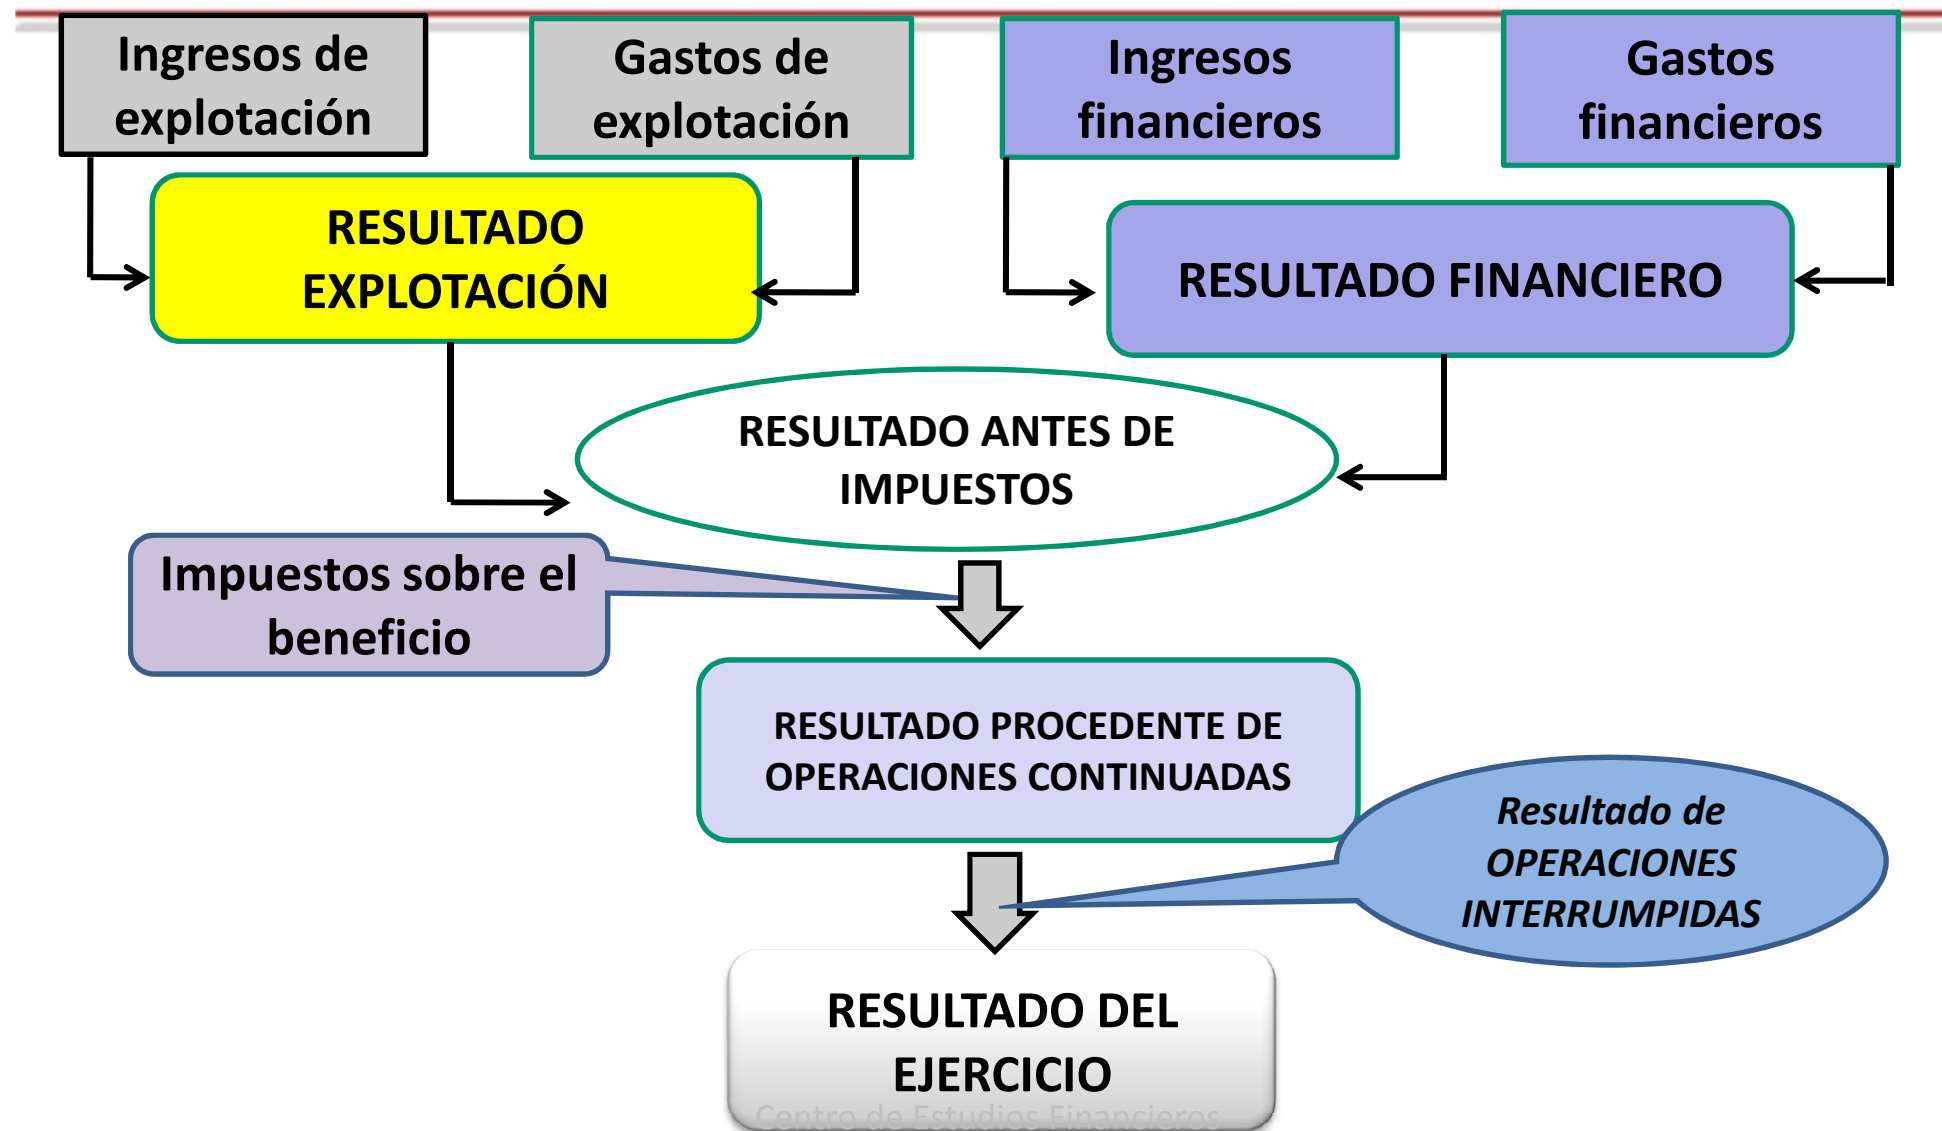 Ingresos de
explotación
Gastos de
explotación
Ingresos
financieros
Gastos
financieros
RESULTADO
EXPLOTACIÓN
RESULTADO FINANCIERO
RESULTADO ANTES DE
IMPUESTOS
Impuestos sobre el
beneficio
RESULTADO PROCEDENTE DE
OPERACIONES CONTINUADAS
Resultado de
OPERACIONES
INTERRUMPIDAS
RESULTADO DEL
EJERCICIO
Centro de Estudios Financieros